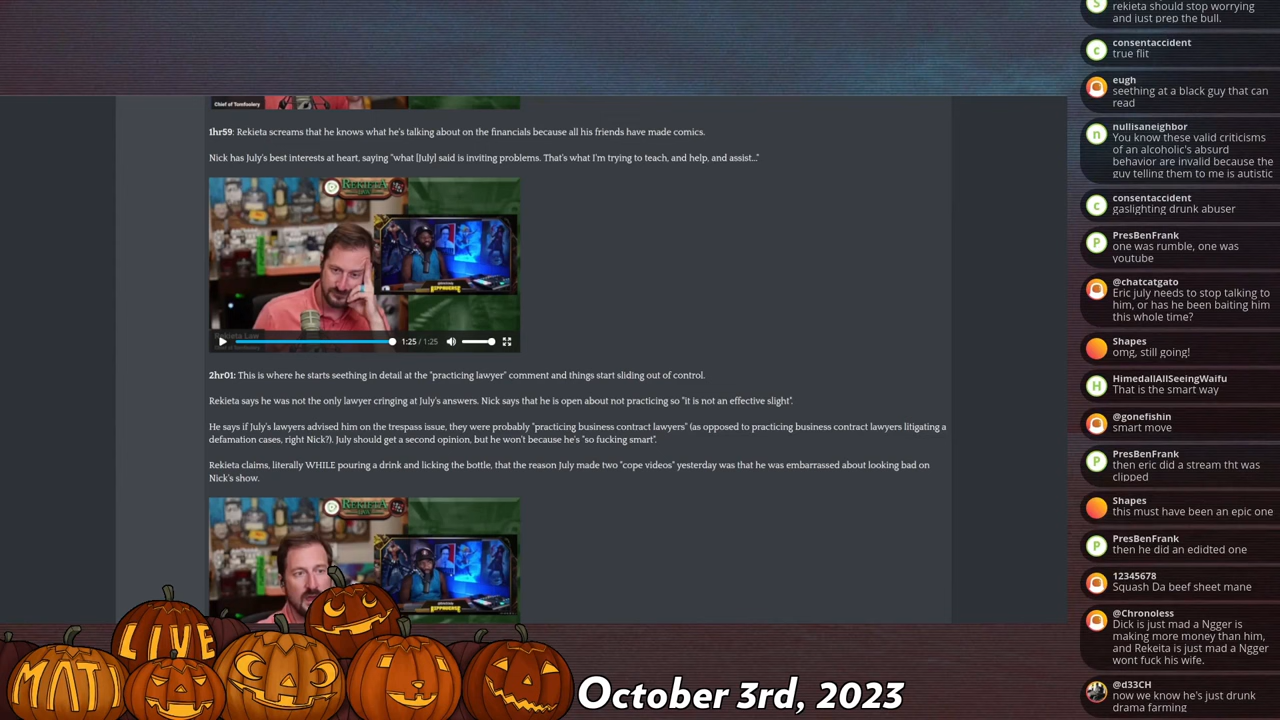 Chief of Tomfoolery
1hr59: Rekieta screams that he knows what he's talking about on the financials because all his friends have made comics.
Nick has July's best interests at heart, saying "what [July] said is inviting problems. That's what I'm trying to teach, and help, and assist..."
REKIETA
RIPPAVERSE
Rekieta Law
1:25 / 1:25
2hr01: This is where he starts seething in detail at the "practicing lawyer" comment and things start sliding out of control.
Rekieta says he was not the only lawyer cringing at July's answers. Nick says that he is open about not practicing so "it is not an effective slight".
He says if July's lawyers advised him on the trespass issue, they were probably "practicing business contract lawyers" (as opposed to practicing business contract lawyers litigating a
defamation cases, right Nick?). July should get a second opinion, but he won't because he's "so fucking smart".
Rekieta claims, literally WHILE pouring a drink and licking the bottle, that the reason July made two "cope videos" yesterday was that he was embarrassed about looking bad on
Nick's show.
REKIETA
RIPPAVERSE
MATI
LIVE
October 3rd, 2023
S
rekieta should stop worrying
and just prep the bull.
c
consentaccident
true flit
eugh
seething at a black guy that can
read
n
nullisaneighbor
You know these valid critcisms
of an alcoholic's absurd
behavior are invalid because the
guy telling them to me is autistic
c
consentaccident
gaslighting drunk abuser
P
PresBenFrank
one was rumble, one was
youtube
@chatorgato
Eric july needs to stop talking to
him, or has he been baiting him
this whole time?
Shapes
omg, still going!
H
HimedallAllSeeingWaifu
That is the smart way
@gonefishin
smart move
P
PresBenFrank
then eric did a stream tht was
clipped
Shapes
this must have been an epic one
P
PresBenFrank
then he did an edidted one
12345678
Squash Da beef sheet mane
@Chronoless
Dick is just mad a Ngger is
making more money than him,
and Rekeita is just mad a Ngger
wont fuck his wife.
@d33CH
now we know he's just drunk
drama farming